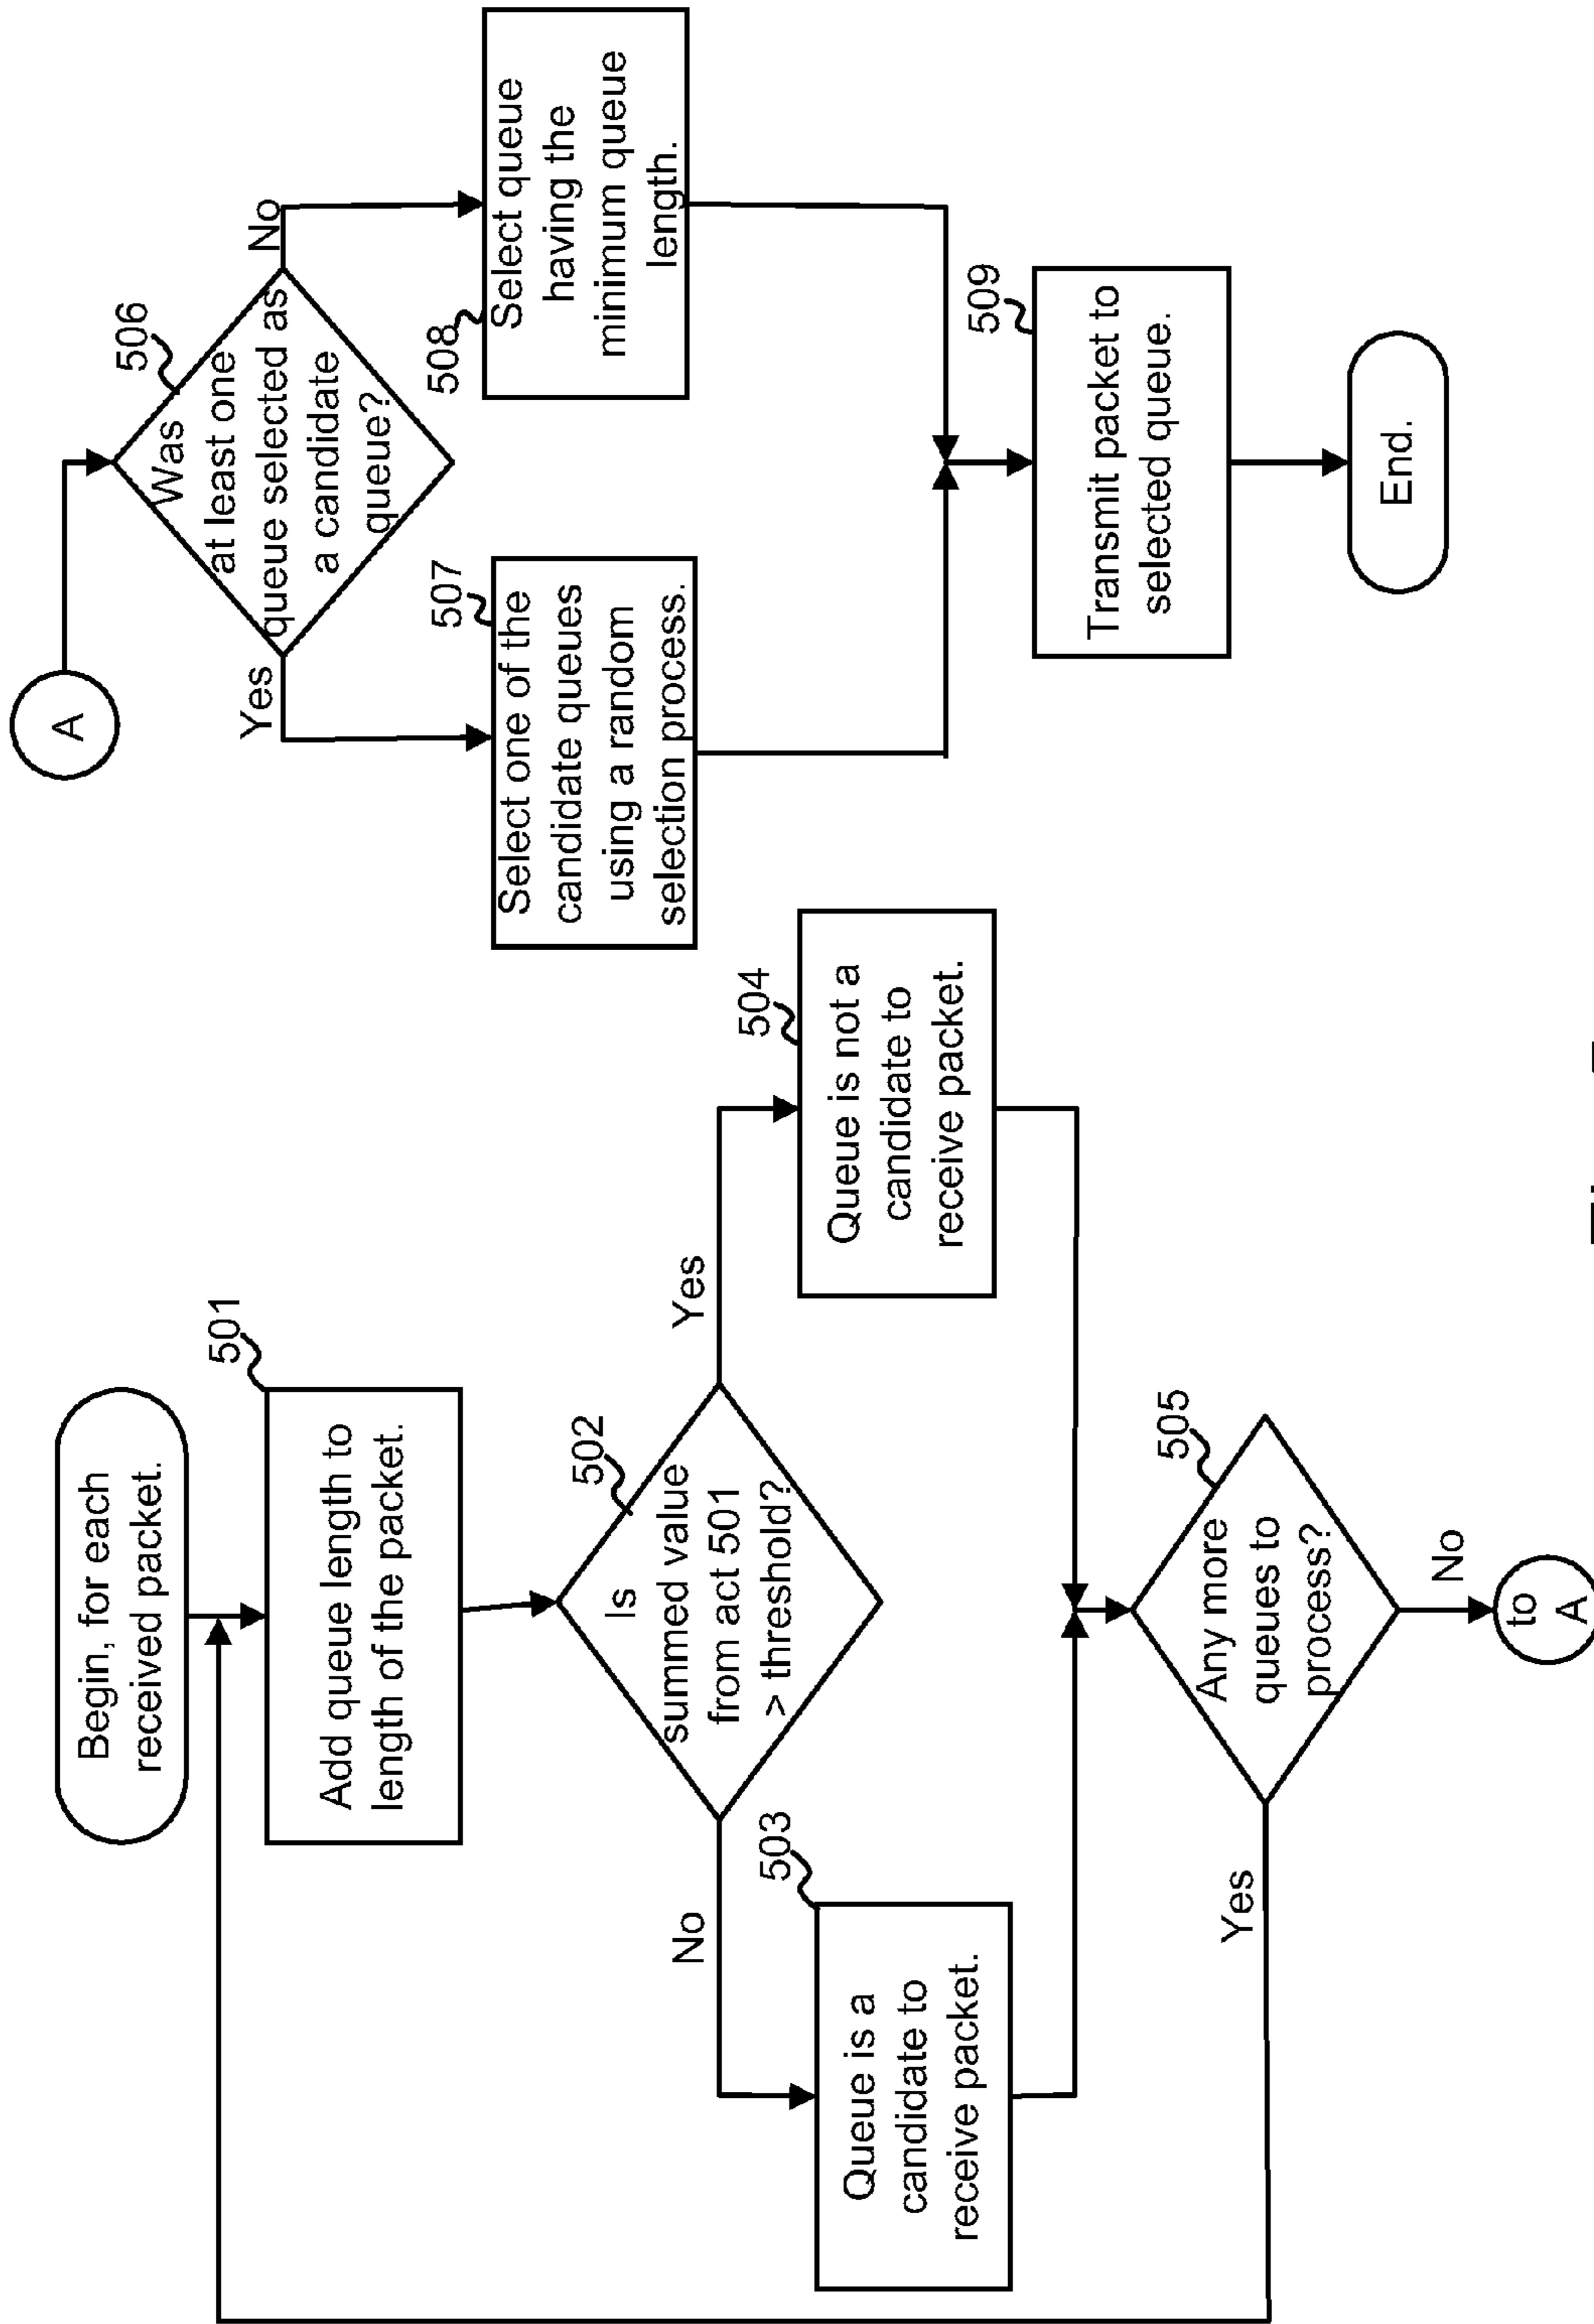 Begin, for each
received packet.
501
Add queue length to
length of the packet.
502
Is
summed value
from act 501
> threshold?
No
Yes
503
Queue is a
candidate to
receive packet.
504
Queue is not a
candidate to
receive packet.
505
Any more
queues to
process?
Yes
No
to
A
A
506
Was
at least one
queue selected as
a candidate
queue?
Yes
No
507
Select one of the
candidate queues
using a random
selection process.
508
Select queue
having the
minimum queue
length.
509
Transmit packet to
selected queue.
End.